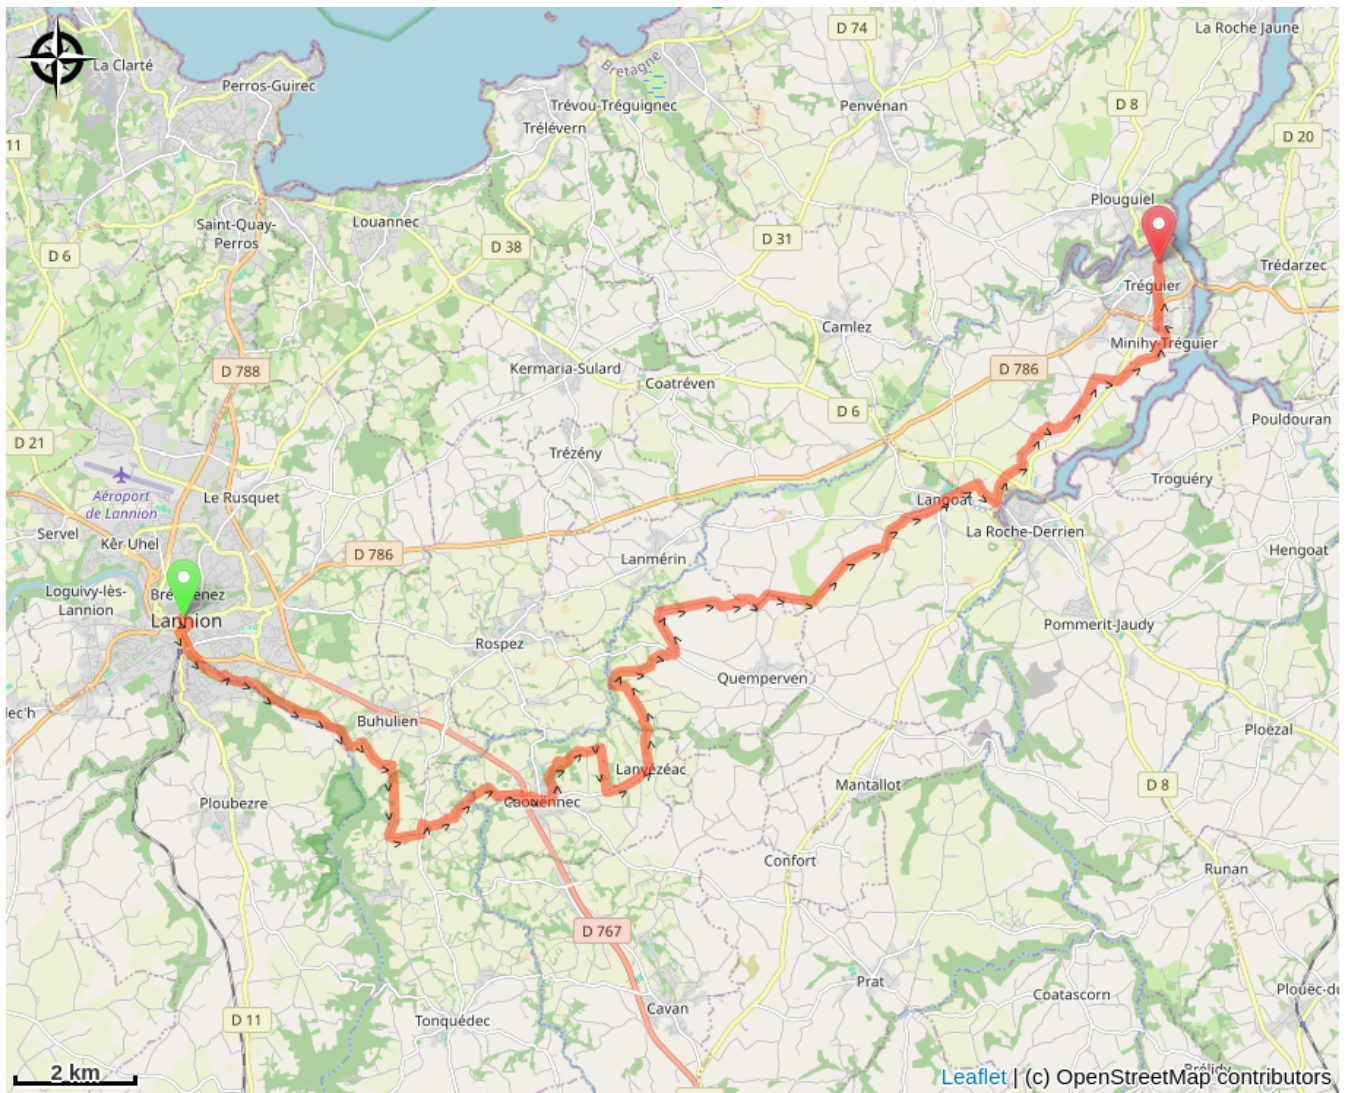 La Roche Jaune
D 74
La Clarté
Bretagne
Perros-Guirec
Trévou-Tréguignec
Penvénan
D 8
Trélévern
D 20
11
Plouguiel
Saint-Quay-
Perros
Louannec
D 38
D 31
D 6
Trédarzec
Tréguier
Camlez
Minihy-Tréguier
D 788
Kermaria-Sulard
D 786
Coatréven
D 6
Pouldouran
D 21
Trézény
Troguéry
Aéroport
de Lannion
Le Rusquet
Langoat
Servel
Kêr Uhel
La Roche-Derrien
D 786
Lanmérin
Hengoat
Loguivy-lès-
Lannion
Lannion
Pommerit-Jaudy
Rospez
Quemperven
lec'h
Buhulien
Ploëzal
Lanvézéac
Mantallot
D 8
Ploubezre
Caouënnec
Confort
Runan
D 767
Prat
Plouëc-du
Coatascorn
Cavan
D 11
Tonquédec
2 km
Prélidy
Leaflet | (c) OpenStreetMap contributors